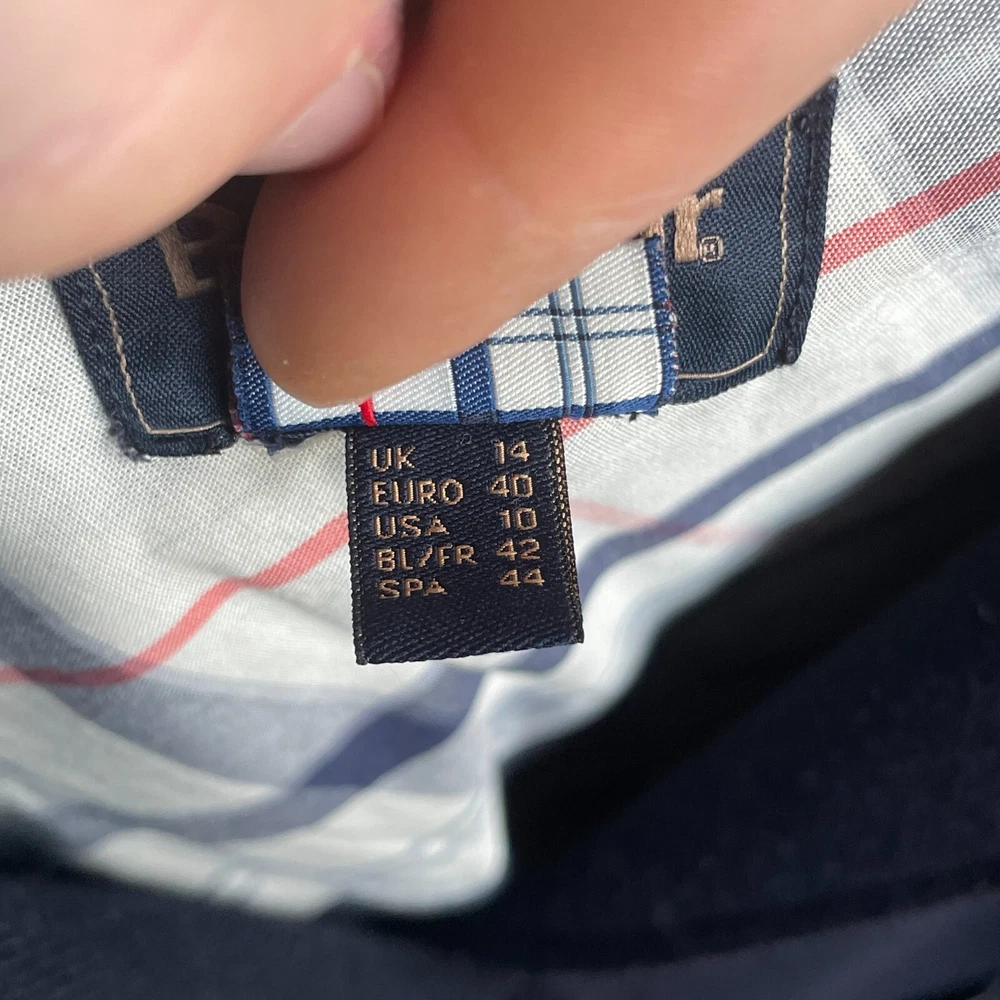 UK 14
EURO 40
USA 10
BL/FR 42
SPA 44